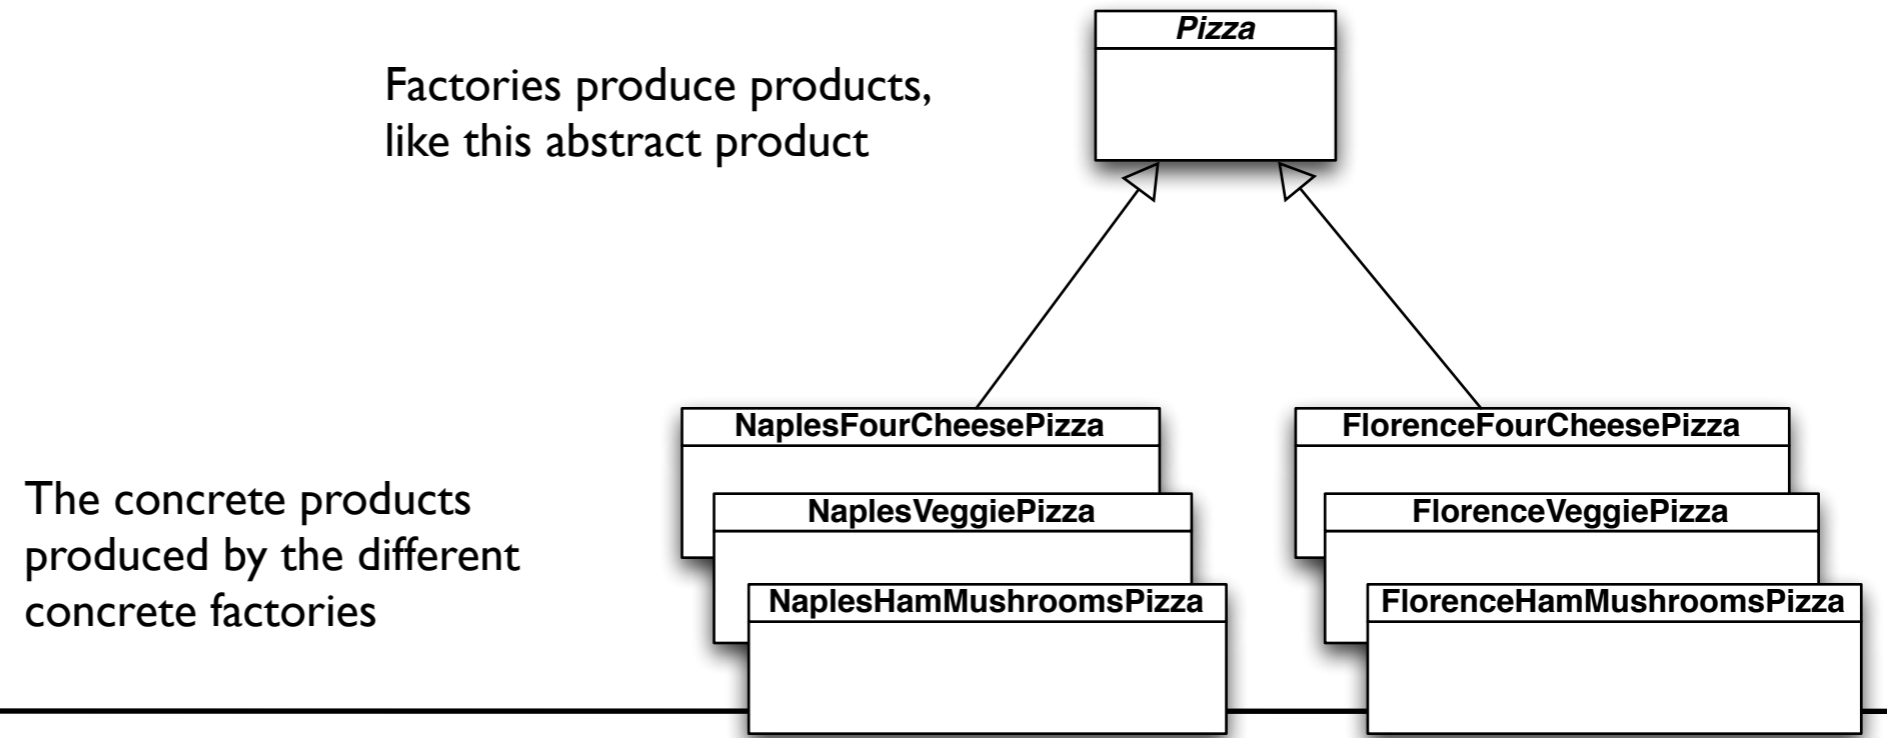 Pizza
Factories produce products,
like this abstract product
NaplesFourCheesePizza
FlorenceFourCheesePizza
The concrete products
produced by the different
concrete factories
NaplesVeggiePizza
FlorenceVeggiePizza
NaplesHamMushroomsPizza
FlorenceHamMushroomsPizza